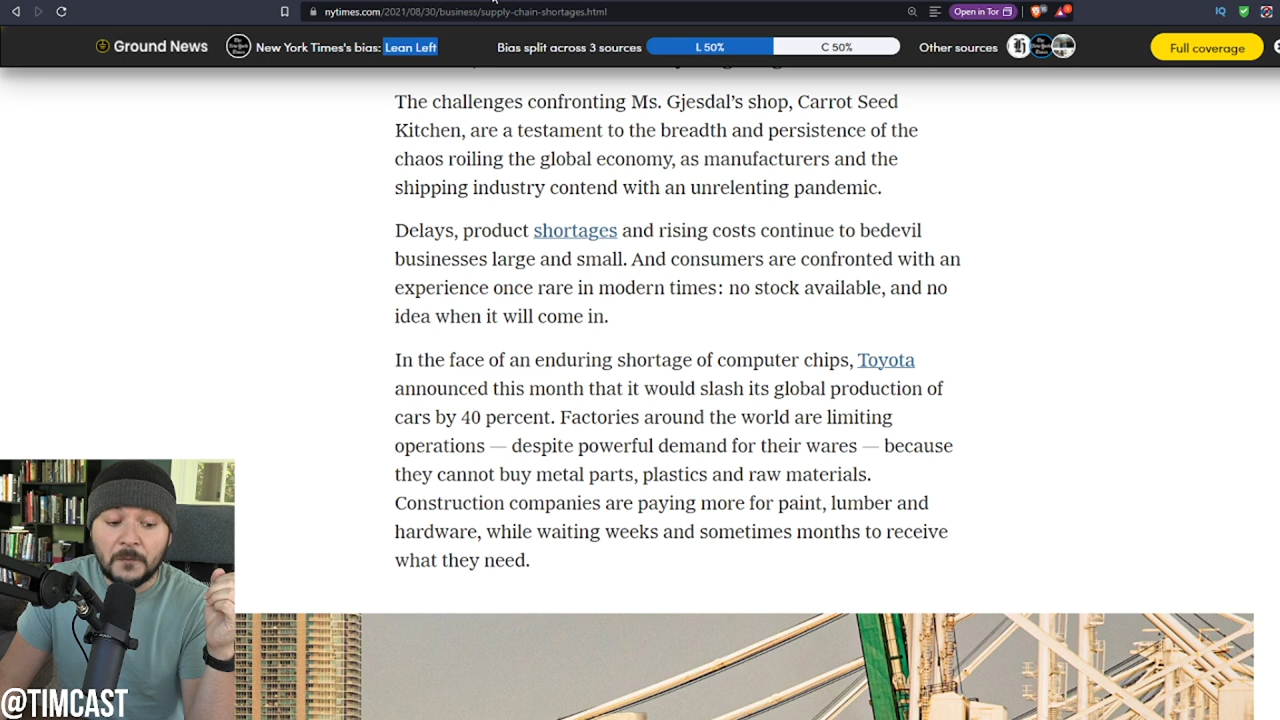 nytimes.com/2021/08/30/business/supply-chain-shortages.html
Open in Tor
IQ
Ground News
New York Times's bias: Lean Left
Bias split across 3 sources
L 50%
C 50%
Other sources
Full coverage
The challenges confronting Ms. Gjesdal’s shop, Carrot Seed
Kitchen, are a testament to the breadth and persistence of the
chaos roiling the global economy, as manufacturers and the
shipping industry contend with an unrelenting pandemic.
Delays, product shortages and rising costs continue to bedevil
businesses large and small. And consumers are confronted with an
experience once rare in modern times: no stock available, and no
idea when it will come in.
In the face of an enduring shortage of computer chips, Toyota
announced this month that it would slash its global production of
cars by 40 percent. Factories around the world are limiting
operations — despite powerful demand for their wares — because
they cannot buy metal parts, plastics and raw materials.
Construction companies are paying more for paint, lumber and
hardware, while waiting weeks and sometimes months to receive
what they need.
@TIMCAST